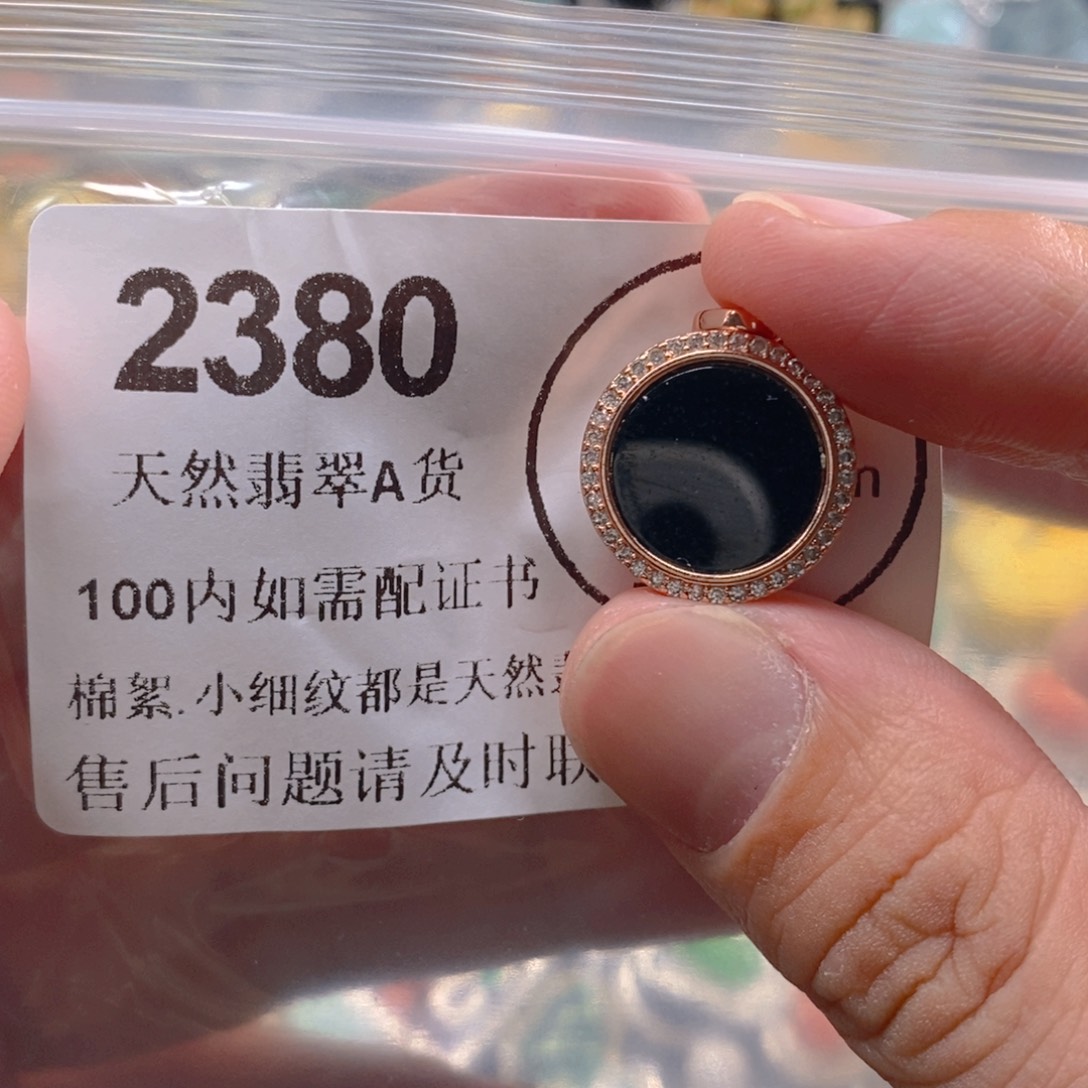 2380
天然翡翠A货
100内如需配证书
棉絮.小细纹都是天然
售后问题请及时联
n